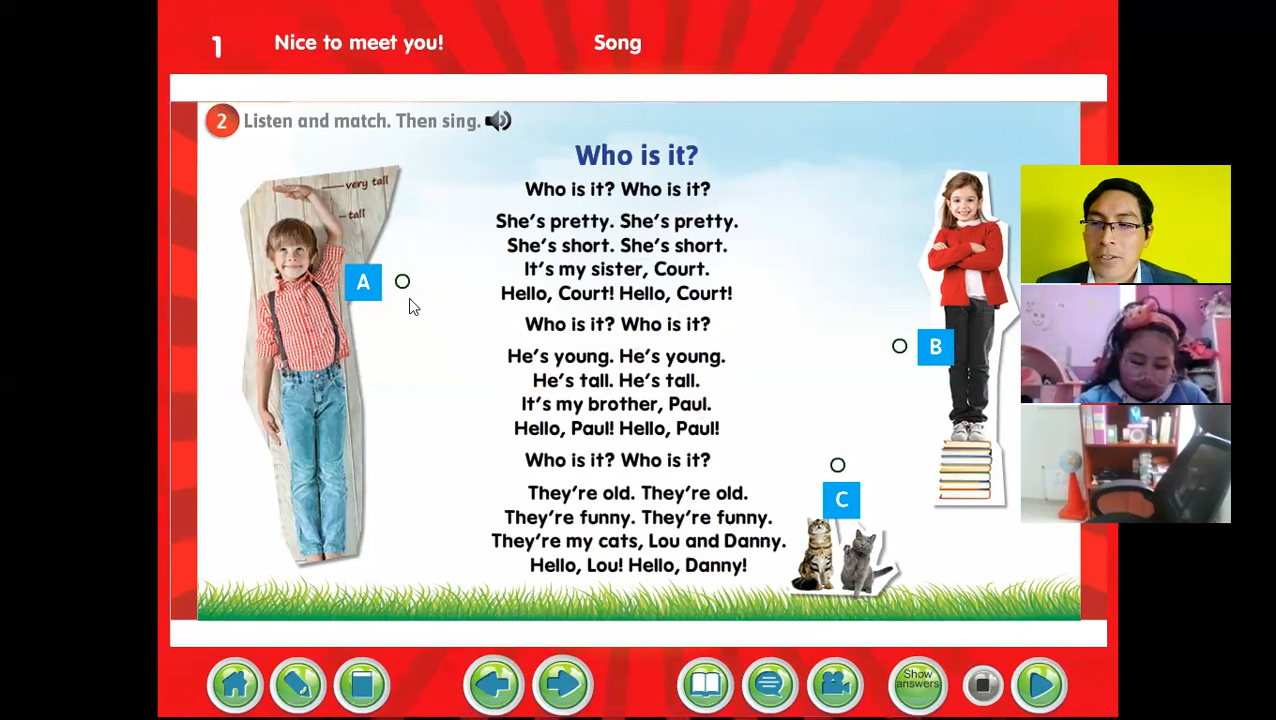 1 Nice to meet you! Song
2 Listen and match. Then sing.
Who is it?
Who is it? Who is it?
She's pretty. She's pretty.
She's short. She's short.
It's my sister, Court.
Hello, Court! Hello, Court!
Who is it? Who is it?
He's young. He's young.
He's tall. He's tall.
It's my brother, Paul.
Hello, Paul! Hello, Paul!
Who is it? Who is it?
They're old. They're old.
They're funny. They're funny.
They're my cats, Lou and Danny.
Hello, Lou! Hello, Danny!
very tall
tall
A
B
C
Show
answers